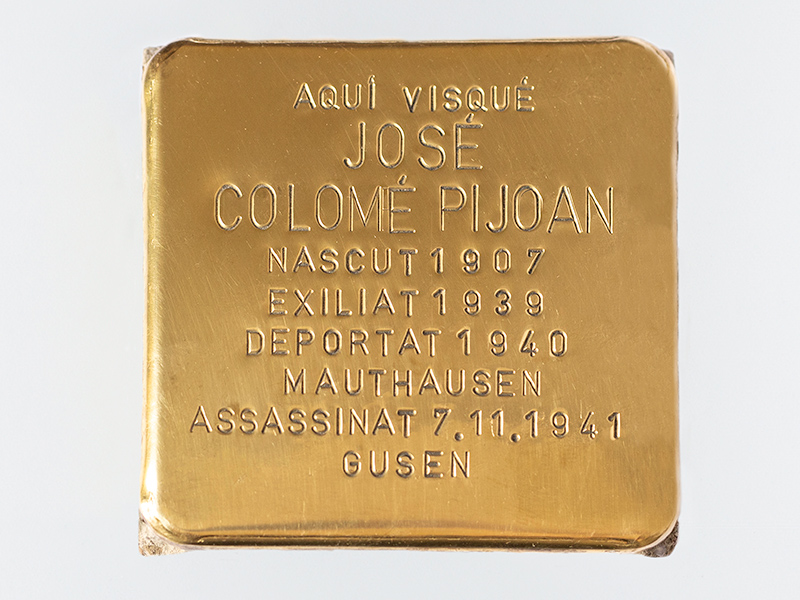 AQUÍ VISQUÉ
JOSÉ
COLOMÉ PIJOAN
NASCUT 1907
EXILIAT 1939
DEPORTAT 1940
MAUTHAUSEN
ASSASSINAT 7.11.1941
GUSEN